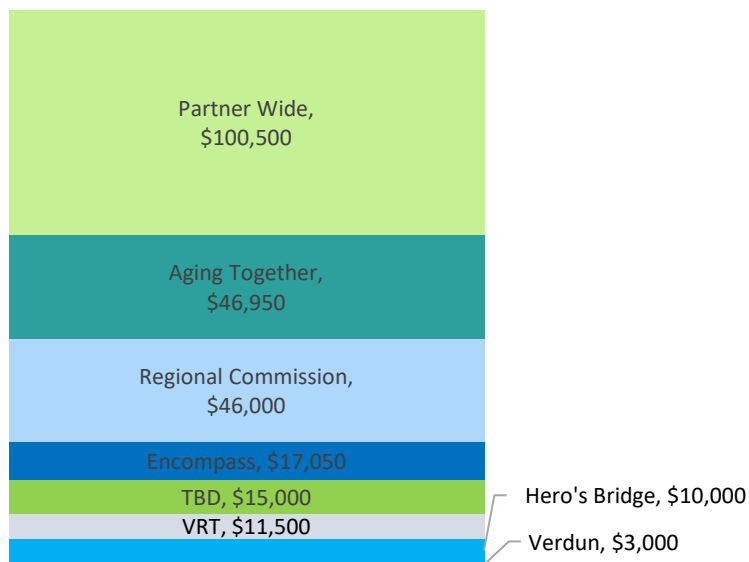 Partner Wide,
$100,500
Aging Together,
$46,950
Regional Commission,
$46,000
Encompass, $17,050
TBD, $15,000
VRT, $11,500
Hero's Bridge, $10,000
Verdun, $3,000